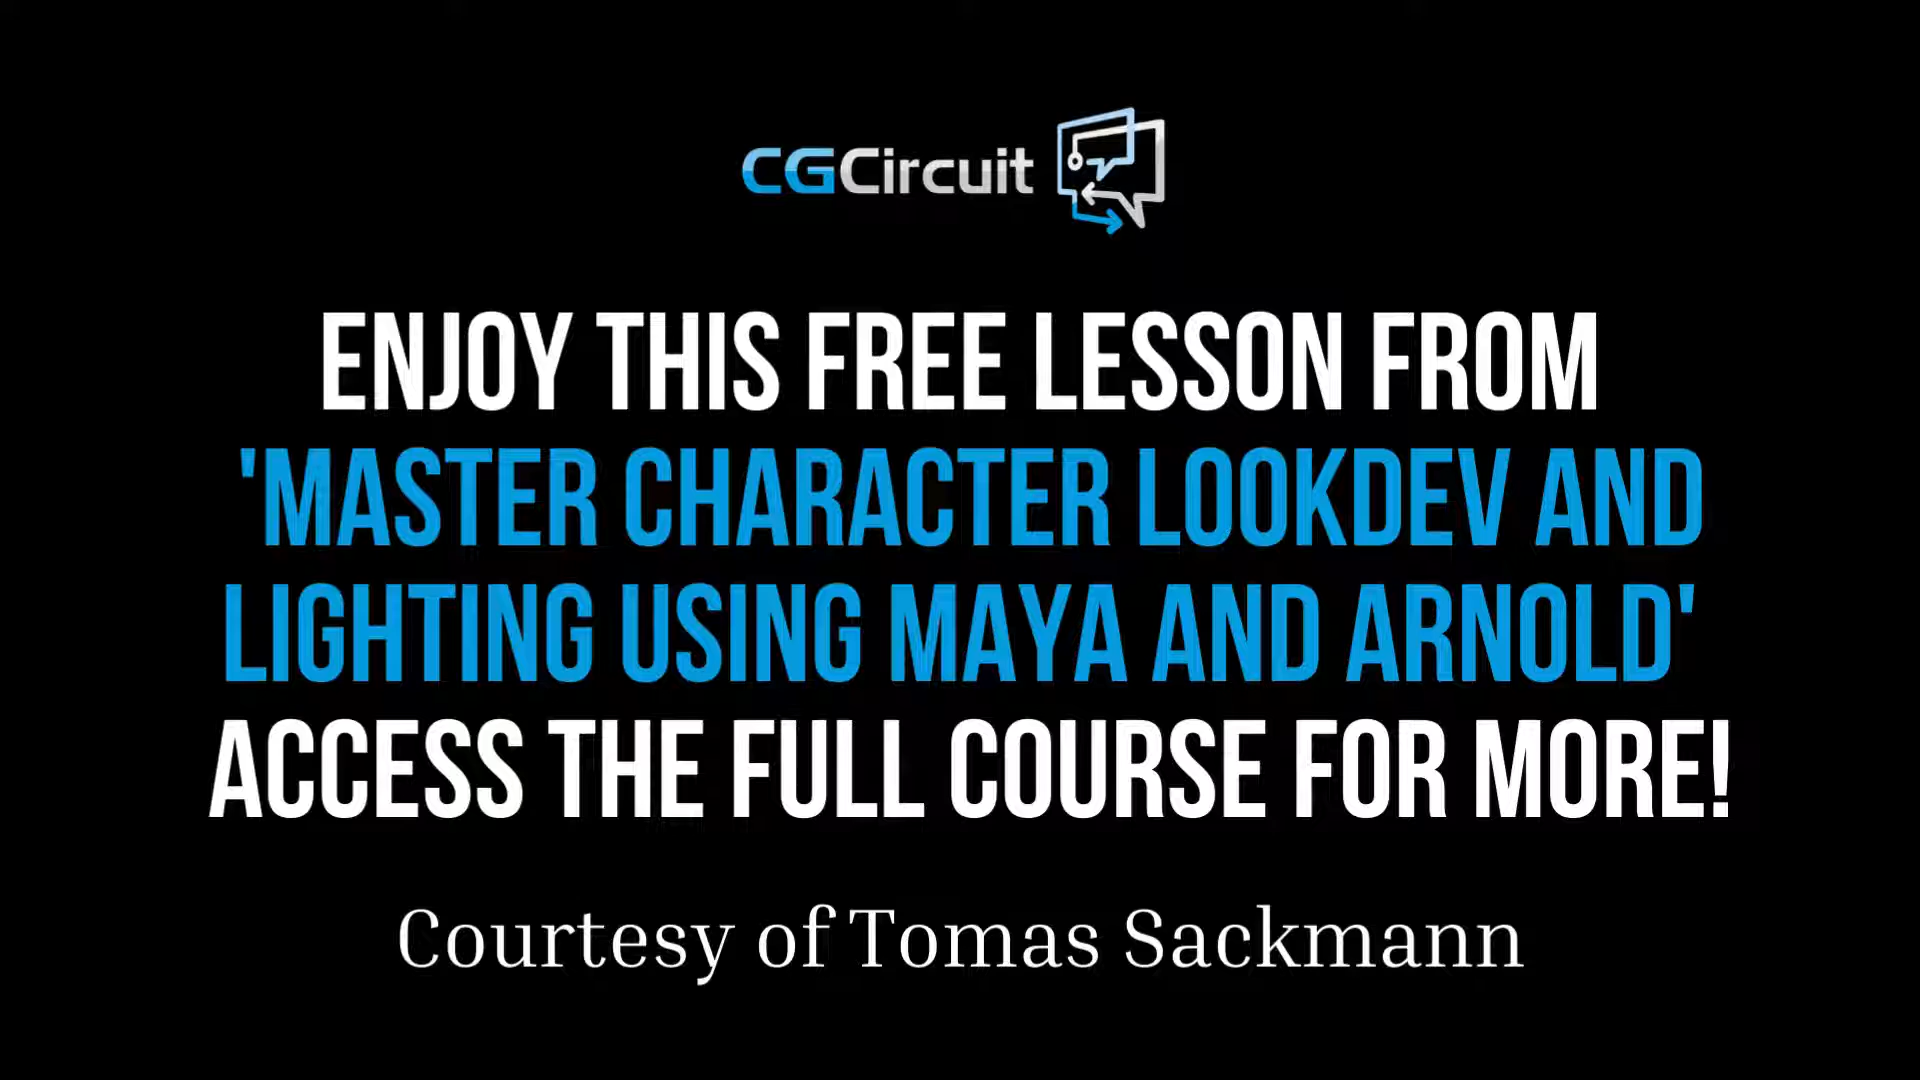 CGCircuit
ENJOY THIS FREE LESSON FROM
'MASTER CHARACTER LOOKDEV AND
LIGHTING USING MAYA AND ARNOLD'
ACCESS THE FULL COURSE FOR MORE!
Courtesy of Tomas Sackmann